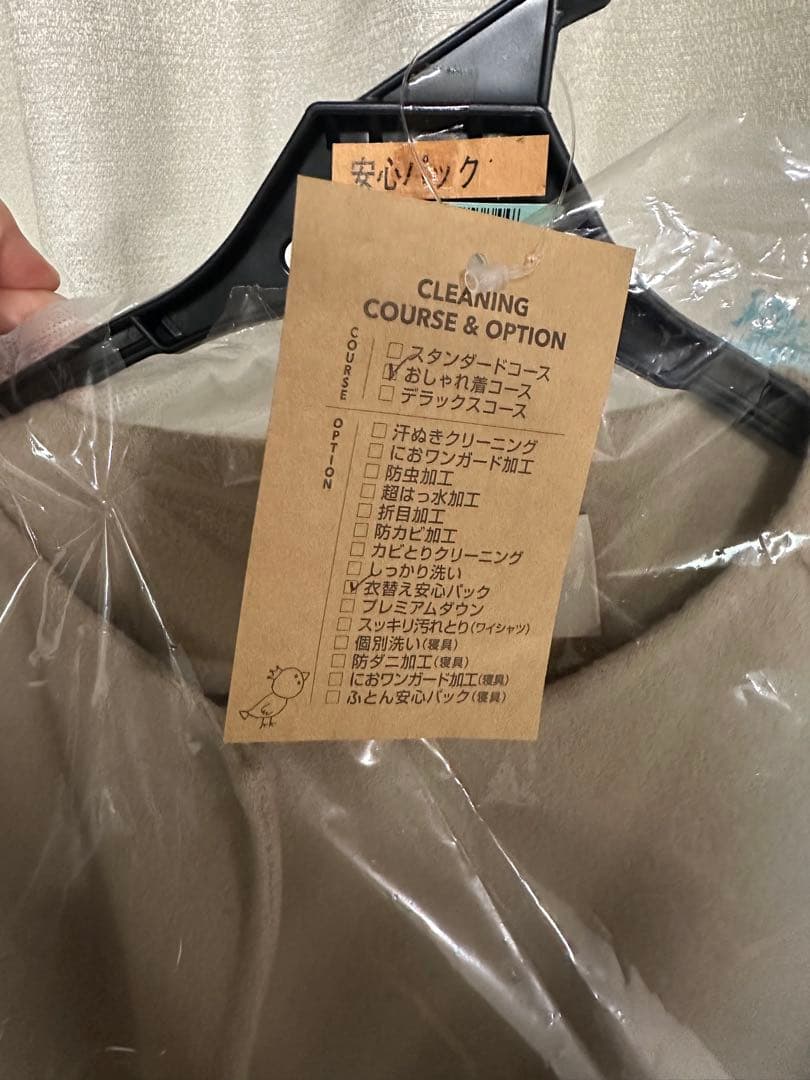 安心パック
CLEANING
COURSE & OPTION
COURSE
スタンダードコース
おしゃれ着コース
デラックスコース
OPTION
汗ぬきクリーニング
におワンガード加工
防虫加工
超はっ水加工
折目加工
防カビ加工
カビとりクリーニング
しっかり洗い
衣替え安心パック
プレミアムダウン
スッキリ汚れとり(ワイシャツ)
個別洗い(寝具)
防ダニ加工(寝具)
におワンガード加工(寝具)
ふとん安心パック(寝具)